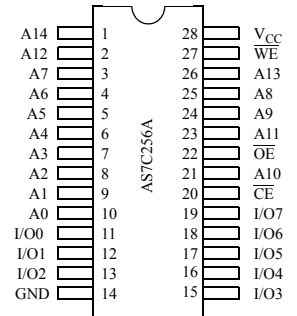 A14 1 28 VCC
A12 2 27 WE
A7 3 26 A13
A6 4 25 A8
A5 5 24 A9
A4 6 23 A11
A3 7 22 OE
A2 8 21 A10
A1 9 20 CE
A0 10 19 I/O7
I/O0 11 18 I/O6
I/O1 12 17 I/O5
I/O2 13 16 I/O4
GND 14 15 I/O3
AS7C256A